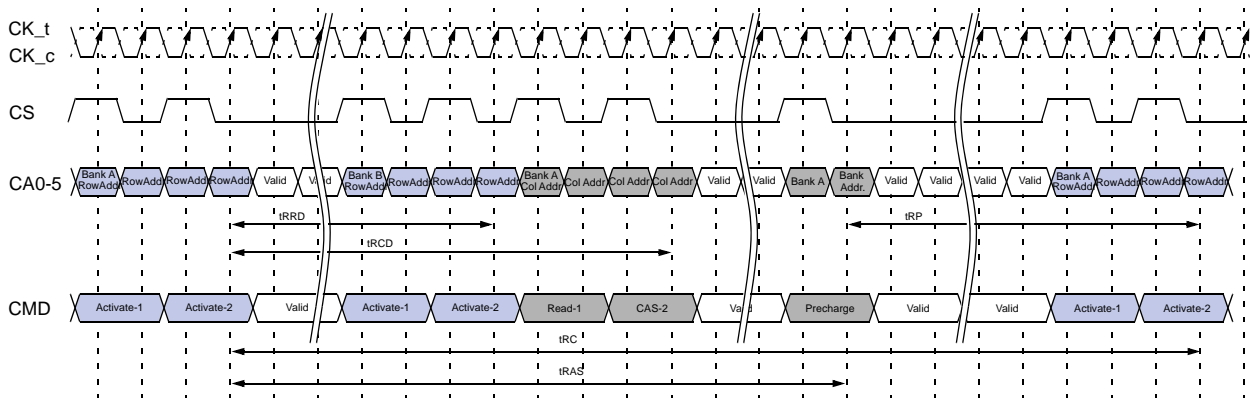 CK_t
CK_c
CS
CA0-5
Bank A
RowAddr
RowAddr
RowAddr
RowAddr
Valid
Valid
Bank B
RowAddr
RowAddr
RowAddr
RowAddr
Bank A
Col Addr
Col Addr
Col Addr
Col Addr
Valid
Valid
Bank A
Bank
Addr.
Valid
Valid
Valid
Valid
Bank A
RowAddr
RowAddr
RowAddr
RowAddr
tRRD
tRP
tRCD
CMD
Activate-1
Activate-2
Valid
Activate-1
Activate-2
Read-1
CAS-2
Valid
Precharge
Valid
Valid
Activate-1
Activate-2
tRC
tRAS